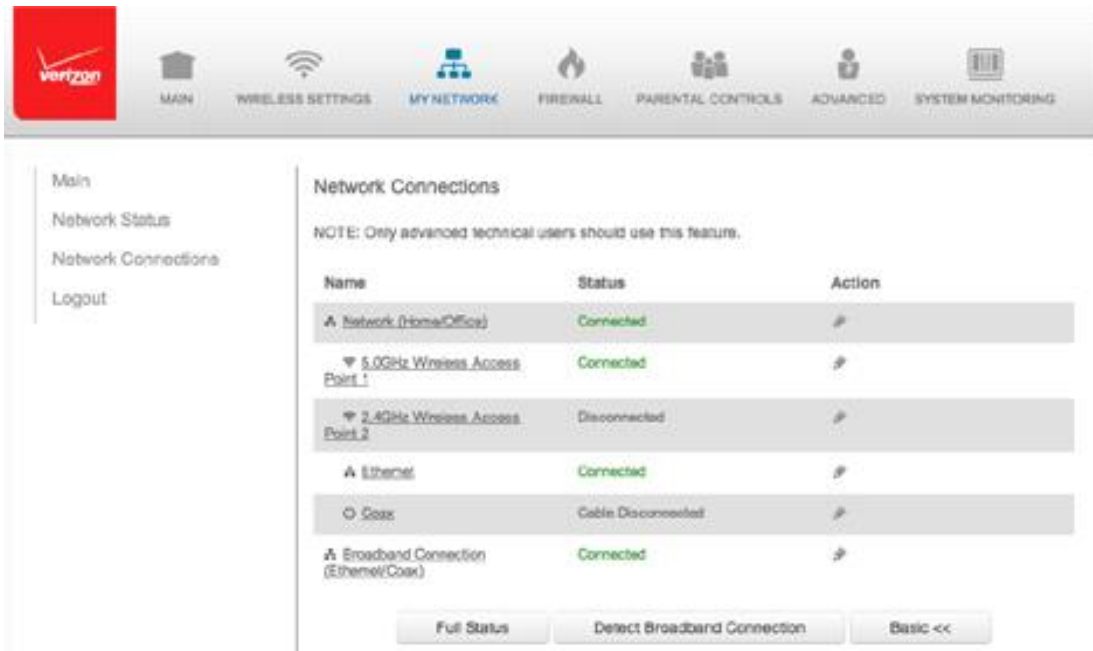 verizon
MAIN
WIRELESS SETTINGS
MY NETWORK
FIREWALL
PARENTAL CONTROLS
ADVANCED
SYSTEM MONITORING
Main
Network Status
Network Connections
Logout
Network Connections
NOTE: Only advanced technical users should use this feature.
Name Status Action
Network (Home/Office) Connected
5.0GHz Wireless Access Connected
Point 1
2.4GHz Wireless Access Disconnected
Point 2
Ethernet Connected
Coax Cable Disconnected
Broadband Connection Connected
(Ethernet/Coax)
Full Status Detect Broadband Connection Basic <<